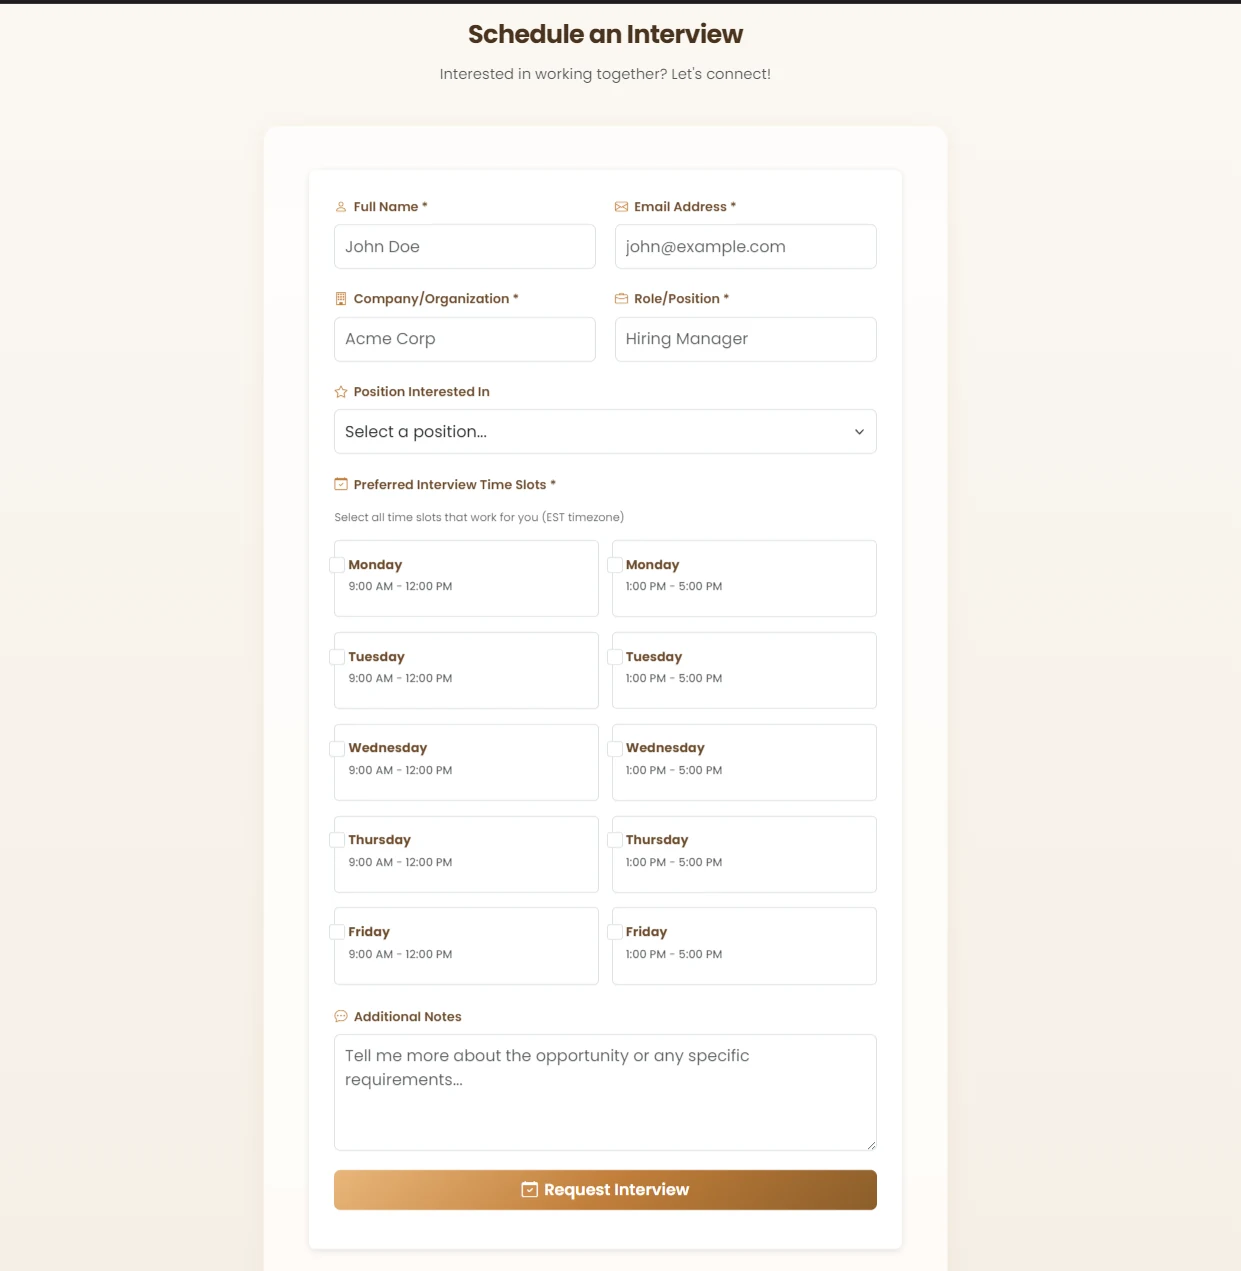 Schedule an Interview
Interested in working together? Let's connect!
Full Name *
Email Address *
John Doe
john@example.com
Company/Organization *
Role/Position *
Acme Corp
Hiring Manager
Position Interested In
Select a position...
Preferred Interview Time Slots *
Select all time slots that work for you (EST timezone)
Monday
9:00 AM - 12:00 PM
Monday
1:00 PM - 5:00 PM
Tuesday
9:00 AM - 12:00 PM
Tuesday
1:00 PM - 5:00 PM
Wednesday
9:00 AM - 12:00 PM
Wednesday
1:00 PM - 5:00 PM
Thursday
9:00 AM - 12:00 PM
Thursday
1:00 PM - 5:00 PM
Friday
9:00 AM - 12:00 PM
Friday
1:00 PM - 5:00 PM
Additional Notes
Tell me more about the opportunity or any specific
requirements...
Request Interview